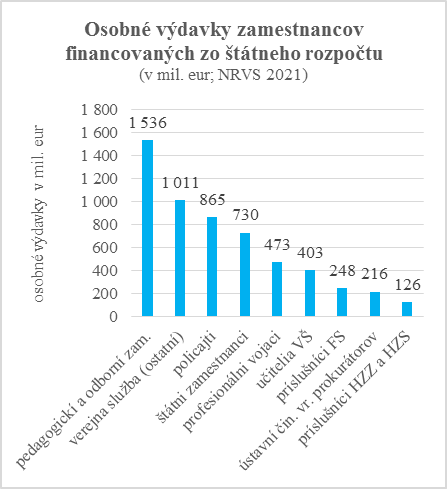 Osobné výdavky zamestnancov
financovaných zo štátneho rozpočtu
(v mil. eur; NRVS 2021)
osobné výdavky v mil. eur
1 800
1 600
1 400
1 200
1 000
800
600
400
200
0
1 536
1 011
865
730
473
403
248
216
126
pedagogickí a odborní zam.
verejna služba (ostatní)
policajti
štátni zamestnanci
profesionálni vojaci
učitelia VŠ
príslušníci FS
ústavní čin. vr. prokurátorov
príslušníci HZZ a HZS